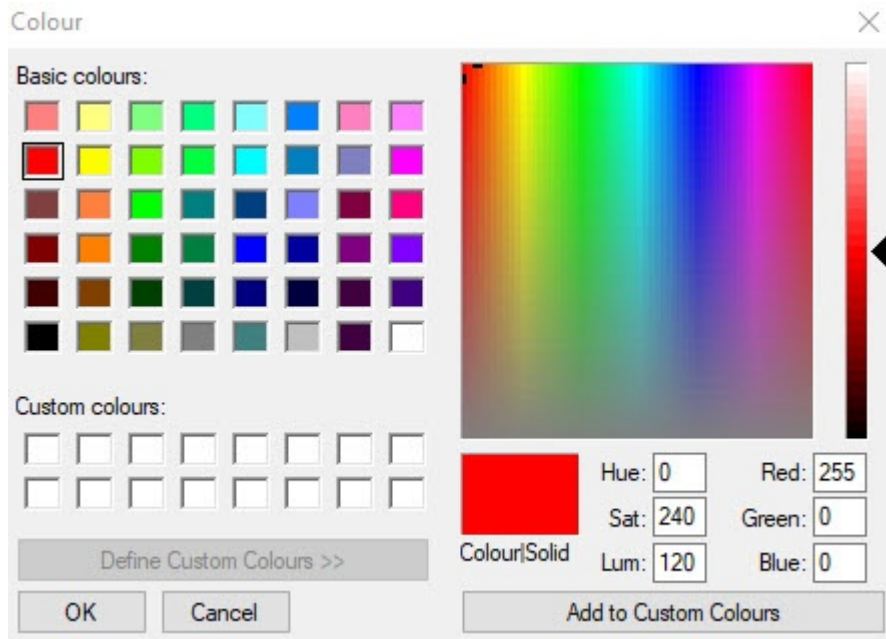 Colour
Basic colours:
Custom colours:
Define Custom Colours >>
OK Cancel
Colour|Solid
Hue: 0 Red: 255
Sat: 240 Green: 0
Lum: 120 Blue: 0
Add to Custom Colours